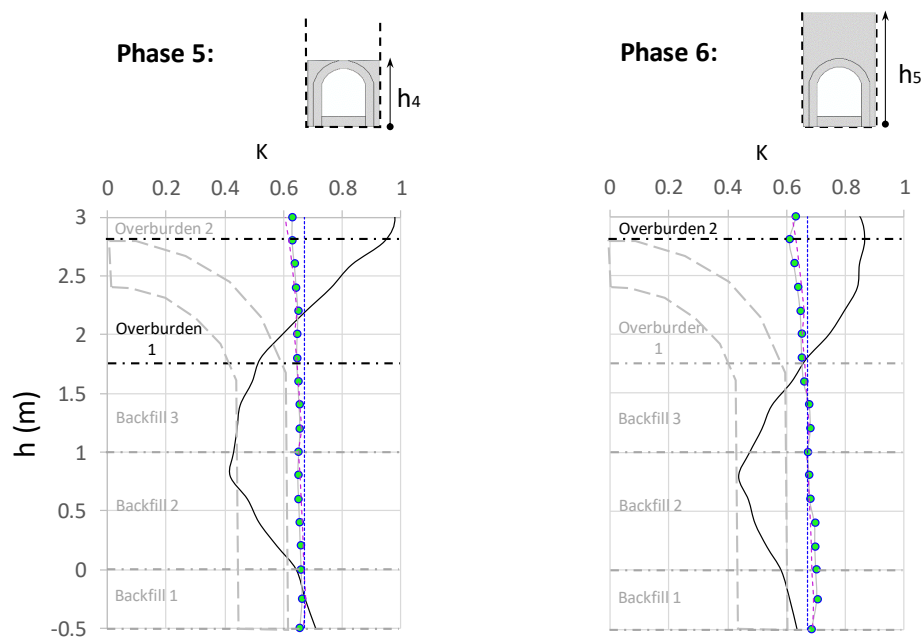 Phase 5:
h4
K
0 0.2 0.4 0.6 0.8 1
3
2.5
2
1.5
1
0.5
0
-0.5
h (m)
Overburden 2
Overburden
1
Backfill 3
Backfill 2
Backfill 1
Phase 6:
h5
K
0 0.2 0.4 0.6 0.8 1
Overburden 2
Overburden
1
Backfill 3
Backfill 2
Backfill 1